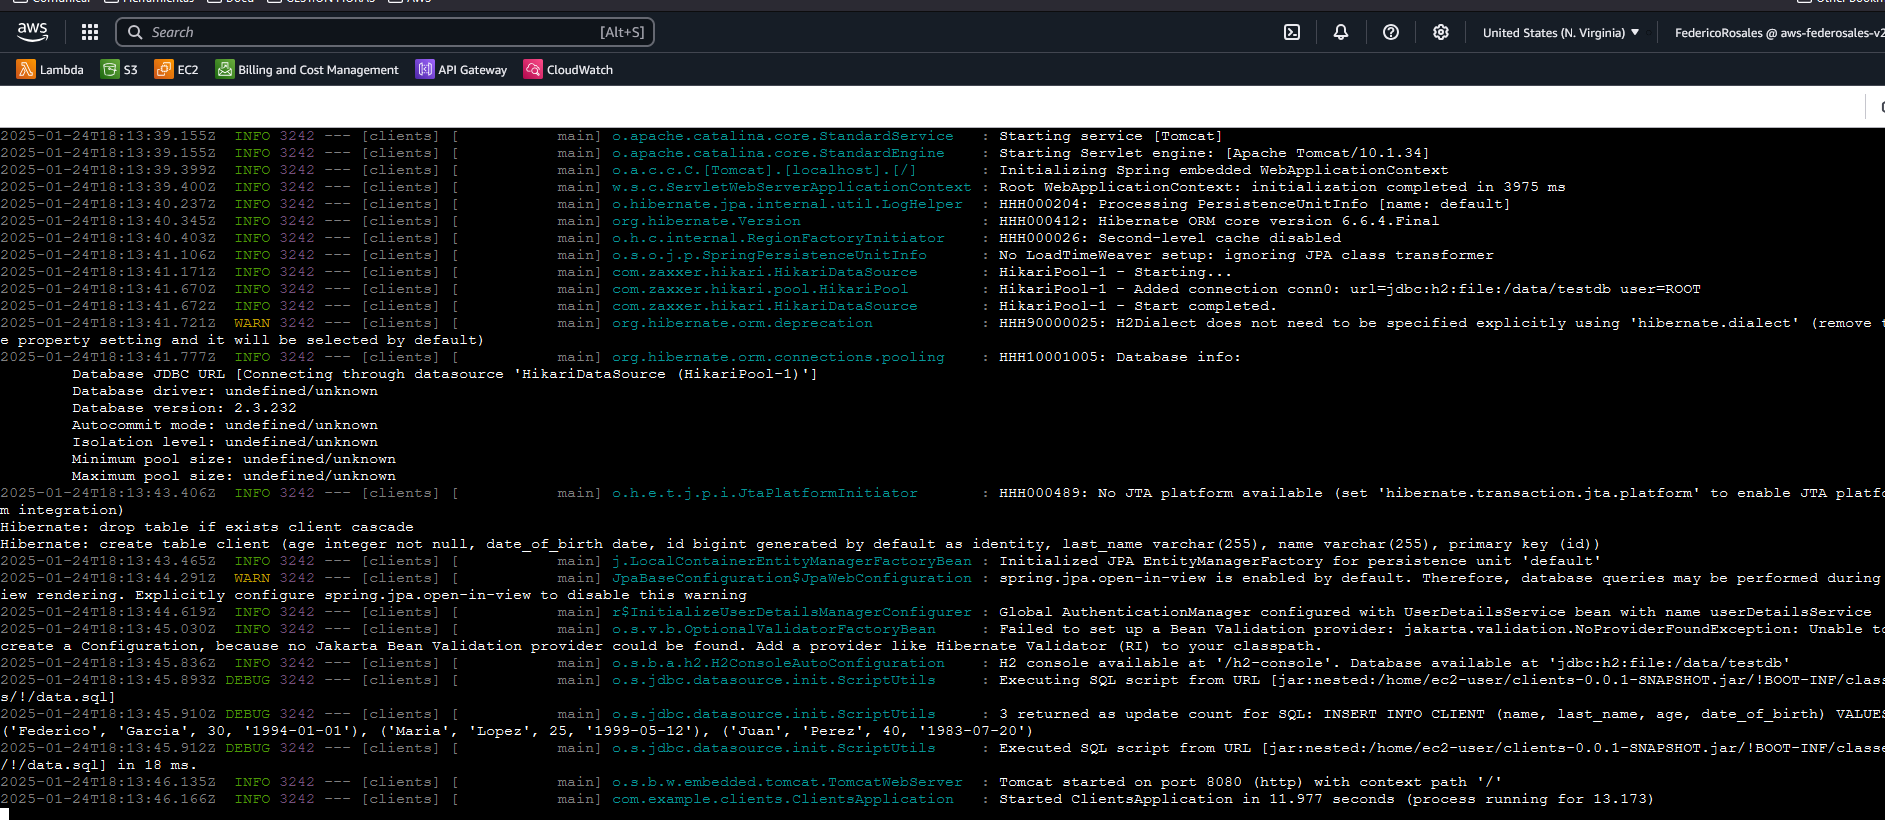 aws Search [Alt+S] United States (N. Virginia) ▼ FedericoRosales @ aws-federosales-v2
Lambda S3 EC2 Billing and Cost Management API Gateway CloudWatch
2025-01-24T18:13:39.155Z  INFO 3242 --- [clients] [           main] o.apache.catalina.core.StandardService   : Starting service [Tomcat]
2025-01-24T18:13:39.155Z  INFO 3242 --- [clients] [           main] o.apache.catalina.core.StandardEngine    : Starting Servlet engine: [Apache Tomcat/10.1.34]
2025-01-24T18:13:39.399Z  INFO 3242 --- [clients] [           main] o.a.c.c.C.[Tomcat].[localhost].[/]       : Initializing Spring embedded WebApplicationContext
2025-01-24T18:13:39.400Z  INFO 3242 --- [clients] [           main] w.s.c.ServletWebServerApplicationContext : Root WebApplicationContext: initialization completed in 3975 ms
2025-01-24T18:13:40.237Z  INFO 3242 --- [clients] [           main] o.hibernate.jpa.internal.util.LogHelper  : HHH000204: Processing PersistenceUnitInfo [name: default]
2025-01-24T18:13:40.345Z  INFO 3242 --- [clients] [           main] org.hibernate.Version                    : HHH000412: Hibernate ORM core version 6.6.4.Final
2025-01-24T18:13:40.403Z  INFO 3242 --- [clients] [           main] o.h.c.internal.RegionFactoryInitiator    : HHH000026: Second-level cache disabled
2025-01-24T18:13:41.106Z  INFO 3242 --- [clients] [           main] o.s.o.j.p.SpringPersistenceUnitInfo      : No LoadTimeWeaver setup: ignoring JPA class transformer
2025-01-24T18:13:41.171Z  INFO 3242 --- [clients] [           main] com.zaxxer.hikari.HikariDataSource       : HikariPool-1 - Starting...
2025-01-24T18:13:41.670Z  INFO 3242 --- [clients] [           main] com.zaxxer.hikari.pool.HikariPool        : HikariPool-1 - Added connection conn0: url=jdbc:h2:file:/data/testdb user=ROOT
2025-01-24T18:13:41.672Z  INFO 3242 --- [clients] [           main] com.zaxxer.hikari.HikariDataSource       : HikariPool-1 - Start completed.
2025-01-24T18:13:41.721Z  WARN 3242 --- [clients] [           main] org.hibernate.orm.deprecation            : HHH90000025: H2Dialect does not need to be specified explicitly using 'hibernate.dialect' (remove t
e property setting and it will be selected by default)
2025-01-24T18:13:41.777Z  INFO 3242 --- [clients] [           main] org.hibernate.orm.connections.pooling    : HHH10001005: Database info:
Database JDBC URL [Connecting through datasource 'HikariDataSource (HikariPool-1)']
Database driver: undefined/unknown
Database version: 2.3.232
Autocommit mode: undefined/unknown
Isolation level: undefined/unknown
Minimum pool size: undefined/unknown
Maximum pool size: undefined/unknown
2025-01-24T18:13:43.406Z  INFO 3242 --- [clients] [           main] o.h.e.t.j.p.i.JtaPlatformInitiator       : HHH000489: No JTA platform available (set 'hibernate.transaction.jta.platform' to enable JTA platfo
m integration)
Hibernate: drop table if exists client cascade
Hibernate: create table client (age integer not null, date_of_birth date, id bigint generated by default as identity, last_name varchar(255), name varchar(255), primary key (id))
2025-01-24T18:13:43.465Z  INFO 3242 --- [clients] [           main] j.LocalContainerEntityManagerFactoryBean : Initialized JPA EntityManagerFactory for persistence unit 'default'
2025-01-24T18:13:44.291Z  WARN 3242 --- [clients] [           main] JpaBaseConfiguration$JpaWebConfiguration : spring.jpa.open-in-view is enabled by default. Therefore, database queries may be performed during
iew rendering. Explicitly configure spring.jpa.open-in-view to disable this warning
2025-01-24T18:13:44.619Z  INFO 3242 --- [clients] [           main] r$InitializeUserDetailsManagerConfigurer : Global AuthenticationManager configured with UserDetailsService bean with name userDetailsService
2025-01-24T18:13:45.030Z  INFO 3242 --- [clients] [           main] o.s.v.b.OptionalValidatorFactoryBean     : Failed to set up a Bean Validation provider: jakarta.validation.NoProviderFoundException: Unable to
create a Configuration, because no Jakarta Bean Validation provider could be found. Add a provider like Hibernate Validator (RI) to your classpath.
2025-01-24T18:13:45.836Z  INFO 3242 --- [clients] [           main] o.s.b.a.h2.H2ConsoleAutoConfiguration    : H2 console available at '/h2-console'. Database available at 'jdbc:h2:file:/data/testdb'
2025-01-24T18:13:45.893Z DEBUG 3242 --- [clients] [           main] o.s.jdbc.datasource.init.ScriptUtils     : Executing SQL script from URL [jar:nested:/home/ec2-user/clients-0.0.1-SNAPSHOT.jar/!BOOT-INF/class
s/!/data.sql]
2025-01-24T18:13:45.910Z DEBUG 3242 --- [clients] [           main] o.s.jdbc.datasource.init.ScriptUtils     : 3 returned as update count for SQL: INSERT INTO CLIENT (name, last_name, age, date_of_birth) VALUES
('Federico', 'Garcia', 30, '1994-01-01'), ('Maria', 'Lopez', 25, '1999-05-12'), ('Juan', 'Perez', 40, '1983-07-20')
2025-01-24T18:13:45.912Z DEBUG 3242 --- [clients] [           main] o.s.jdbc.datasource.init.ScriptUtils     : Executed SQL script from URL [jar:nested:/home/ec2-user/clients-0.0.1-SNAPSHOT.jar/!BOOT-INF/classe
/!/data.sql] in 18 ms.
2025-01-24T18:13:46.135Z  INFO 3242 --- [clients] [           main] o.s.b.w.embedded.tomcat.TomcatWebServer  : Tomcat started on port 8080 (http) with context path '/'
2025-01-24T18:13:46.166Z  INFO 3242 --- [clients] [           main] com.example.clients.ClientsApplication   : Started ClientsApplication in 11.977 seconds (process running for 13.173)